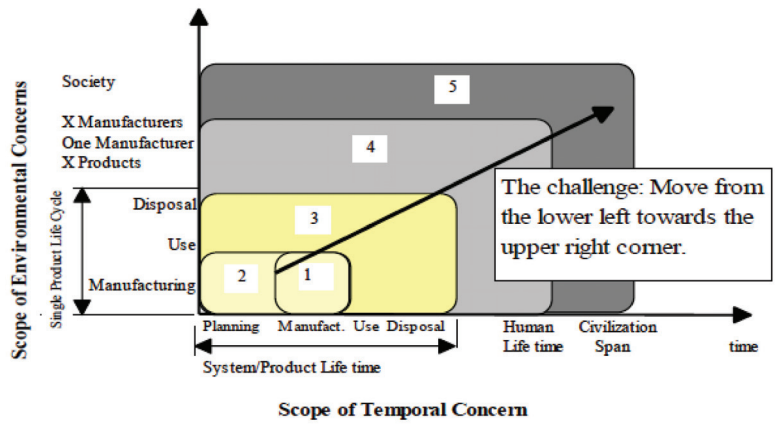 Scope of Environmental Concerns
Single Product Life Cycle
Society
X Manufacturers
One Manufacturer
X Products
Disposal
Use
Manufacturing
5
4
3
2
1
The challenge: Move from
the lower left towards the
upper right corner.
Planning Manufact. Use Disposal
Human
Life time
Civilization
Span
time
System/Product Life time
Scope of Temporal Concern